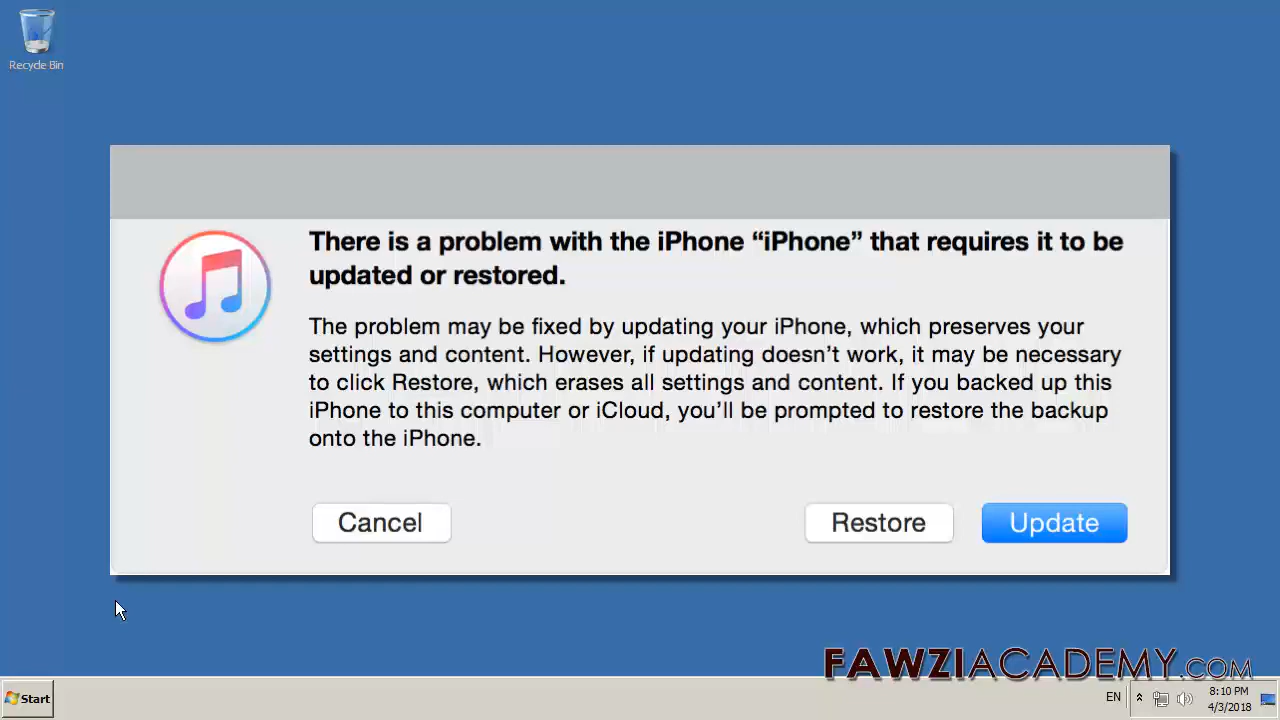 Recycle Bin
There is a problem with the iPhone “iPhone” that requires it to be
updated or restored.
The problem may be fixed by updating your iPhone, which preserves your
settings and content. However, if updating doesn’t work, it may be necessary
to click Restore, which erases all settings and content. If you backed up this
iPhone to this computer or iCloud, you’ll be prompted to restore the backup
onto the iPhone.
Cancel
Restore
Update
FAWZIACADEMY.COM
Start
EN
8:10 PM
4/3/2018